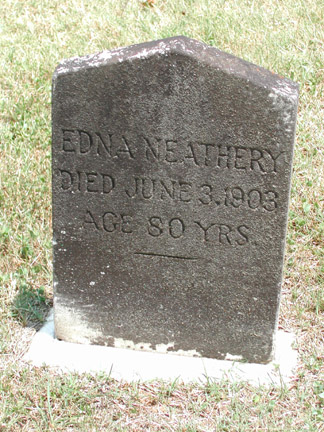 EDNA NEATHERY
DIED JUNE 3, 1903
AGE 80 YRS.